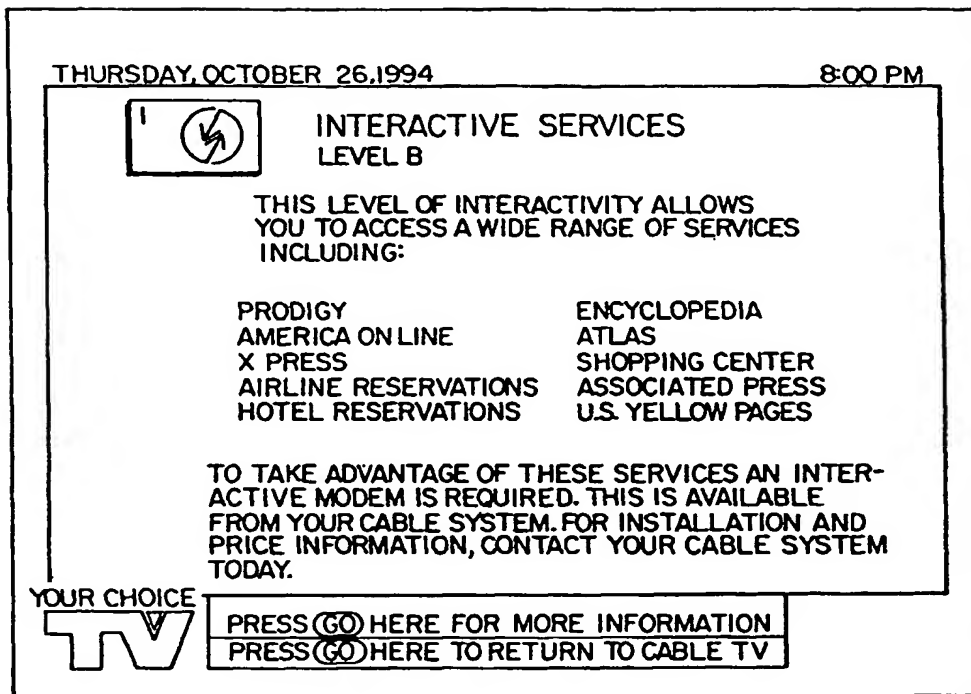 THURSDAY, OCTOBER 26, 1994 8:00 PM
1
INTERACTIVE SERVICES
LEVEL B
THIS LEVEL OF INTERACTIVITY ALLOWS
YOU TO ACCESS A WIDE RANGE OF SERVICES
INCLUDING:
PRODIGY ENCYCLOPEDIA
AMERICA ON LINE ATLAS
X PRESS SHOPPING CENTER
AIRLINE RESERVATIONS ASSOCIATED PRESS
HOTEL RESERVATIONS U.S. YELLOW PAGES
TO TAKE ADVANTAGE OF THESE SERVICES AN INTER-
ACTIVE MODEM IS REQUIRED. THIS IS AVAILABLE
FROM YOUR CABLE SYSTEM. FOR INSTALLATION AND
PRICE INFORMATION, CONTACT YOUR CABLE SYSTEM
TODAY.
YOUR CHOICE
TV
PRESS GO HERE FOR MORE INFORMATION
PRESS GO HERE TO RETURN TO CABLE TV